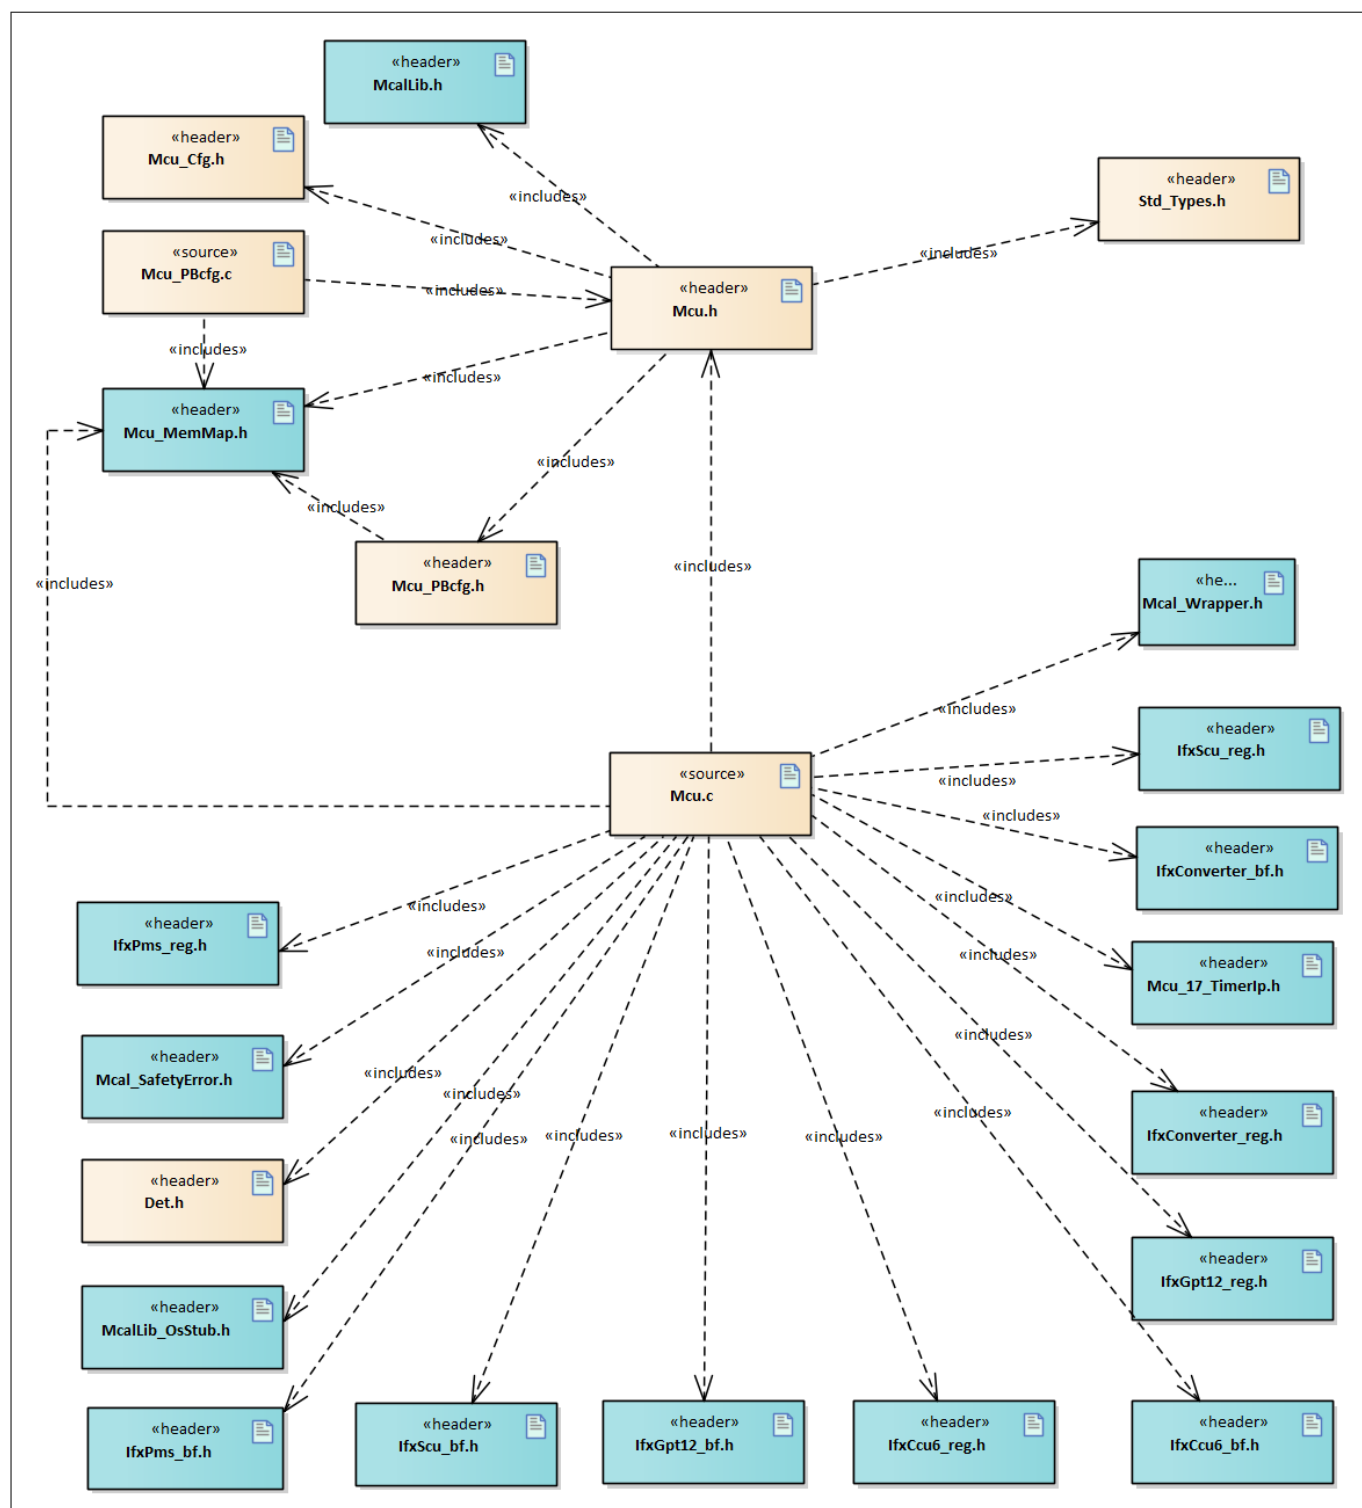 «header»
McalLib.h
«header»
Mcu_Cfg.h
«header»
Std_Types.h
«includes»
«includes»
«includes»
«source»
Mcu_PBcfg.c
«includes»
«header»
Mcu.h
«includes»
«includes»
«header»
Mcu_MemMap.h
«includes»
«includes»
«header»
Mcu_PBcfg.h
«includes»
«includes»
«he...
Mcal_Wrapper.h
«includes»
«header»
IfxScu_reg.h
«source»
Mcu.c
«includes»
«includes»
«header»
IfxConverter_bf.h
«header»
IfxPms_reg.h
«includes»
«includes»
«includes»
«includes»
«header»
Mcu_17_TimerIp.h
«header»
Mcal_SafetyError.h
«includes»
«includes»
«includes»
«includes»
«includes»
«includes»
«includes»
«includes»
«header»
IfxConverter_reg.h
«header»
Det.h
«header»
IfxGpt12_reg.h
«header»
McalLib_OsStub.h
«header»
IfxPms_bf.h
«header»
IfxScu_bf.h
«header»
IfxGpt12_bf.h
«header»
IfxCcu6_reg.h
«header»
IfxCcu6_bf.h